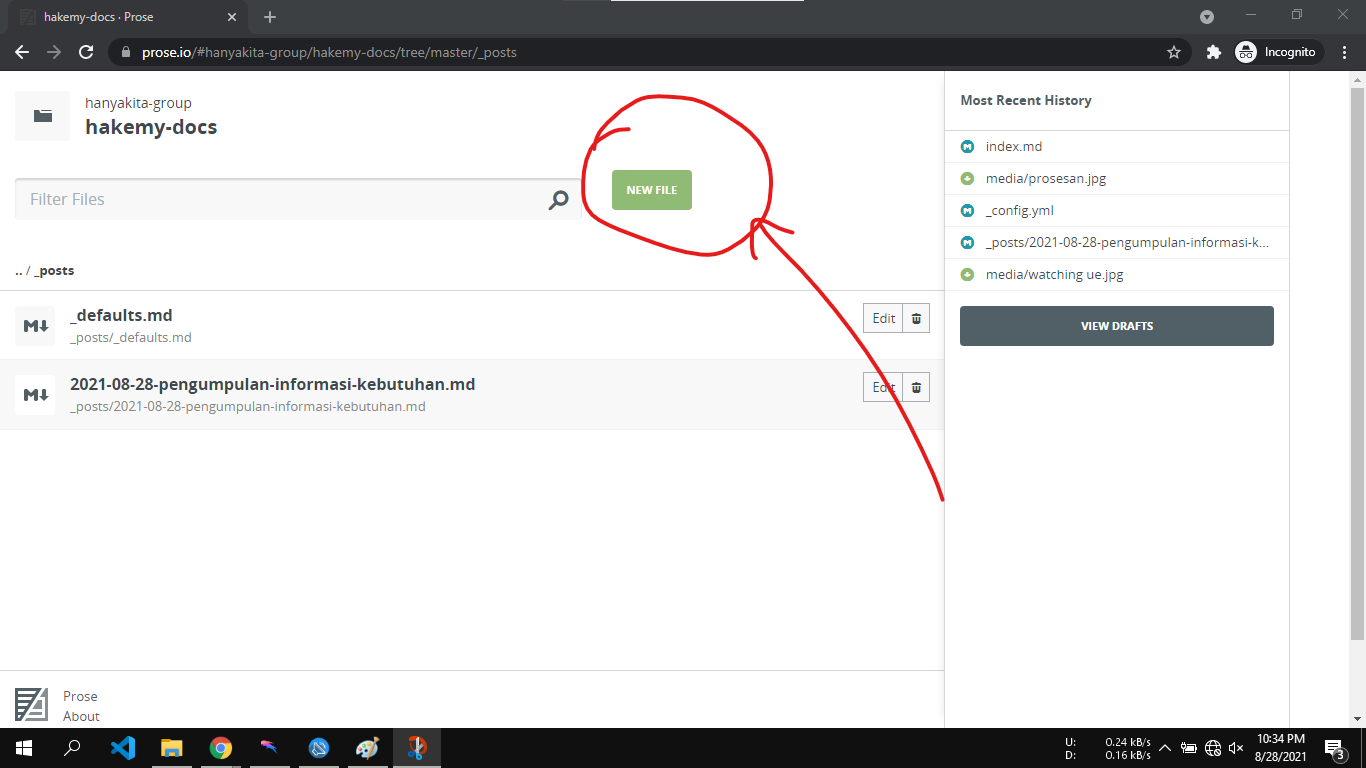 hakemy-docs · Prose
prose.io/#hanyakita-group/hakemy-docs/tree/master/_posts
Incognito
hanyakita-group
hakemy-docs
Filter Files
NEW FILE
.. / _posts
_defaults.md
_posts/_defaults.md
Edit
2021-08-28-pengumpulan-informasi-kebutuhan.md
_posts/2021-08-28-pengumpulan-informasi-kebutuhan.md
Edit
Most Recent History
index.md
media/prosesan.jpg
_config.yml
_posts/2021-08-28-pengumpulan-informasi-k...
media/watching ue.jpg
VIEW DRAFTS
Prose
About
U: 0.24 kB/s
D: 0.16 kB/s
10:34 PM
8/28/2021
3